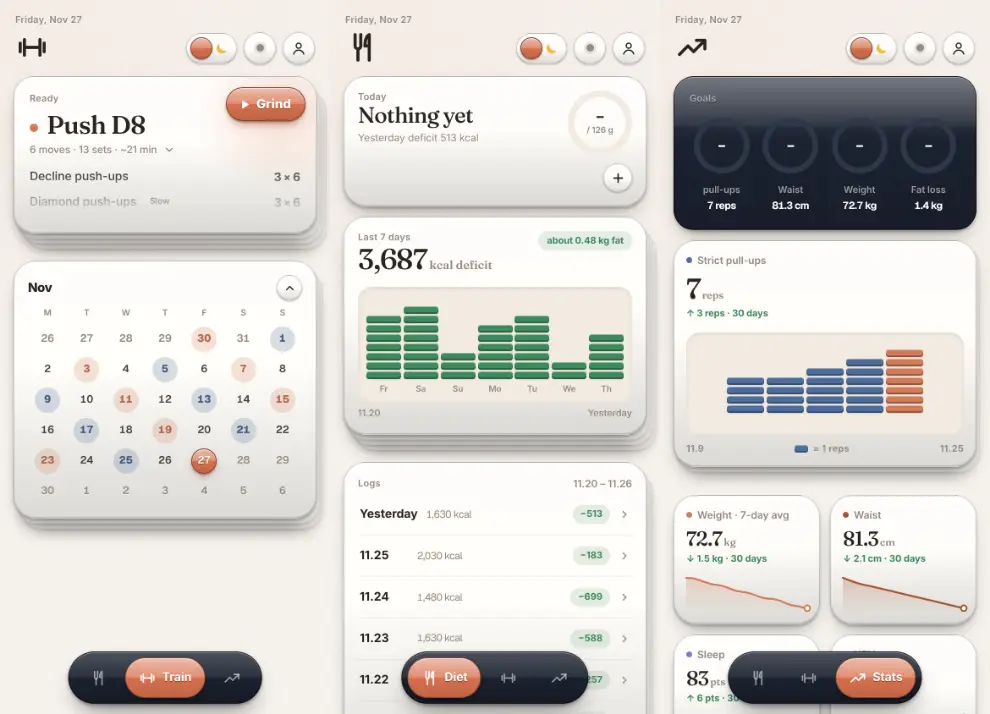 Friday, Nov 27
Ready
Grind
Push D8
6 moves · 13 sets · ~21 min
Decline push-ups 3 × 6
Diamond push-ups Slow 3 × 6
Nov
M T W T F S S
26 27 28 29 30 31 1
2 3 4 5 6 7 8
9 10 11 12 13 14 15
16 17 18 19 20 21 22
23 24 25 26 27 28 29
30 1 2 3 4 5 6
Train
Friday, Nov 27
Today
Nothing yet
Yesterday deficit 513 kcal
-
/ 126 g
+
Last 7 days
about 0.48 kg fat
3,687 kcal deficit
Fr Sa Su Mo Tu We Th
11.20 Yesterday
Logs 11.20 – 11.26
Yesterday 1,630 kcal −513
11.25 2,030 kcal −183
11.24 1,480 kcal −699
11.23 1,630 kcal −588
11.22 257
Diet
Friday, Nov 27
Goals
- - - -
pull-ups Waist Weight Fat loss
7 reps 81.3 cm 72.7 kg 1.4 kg
Strict pull-ups
7 reps
↑ 3 reps · 30 days
11.9 = 1 reps 11.25
Weight · 7-day avg
72.7 kg
↓ 1.5 kg · 30 days
Waist
81.3 cm
↓ 2.1 cm · 30 days
Sleep
83 pts
↑ 6 pts · 30
Stats